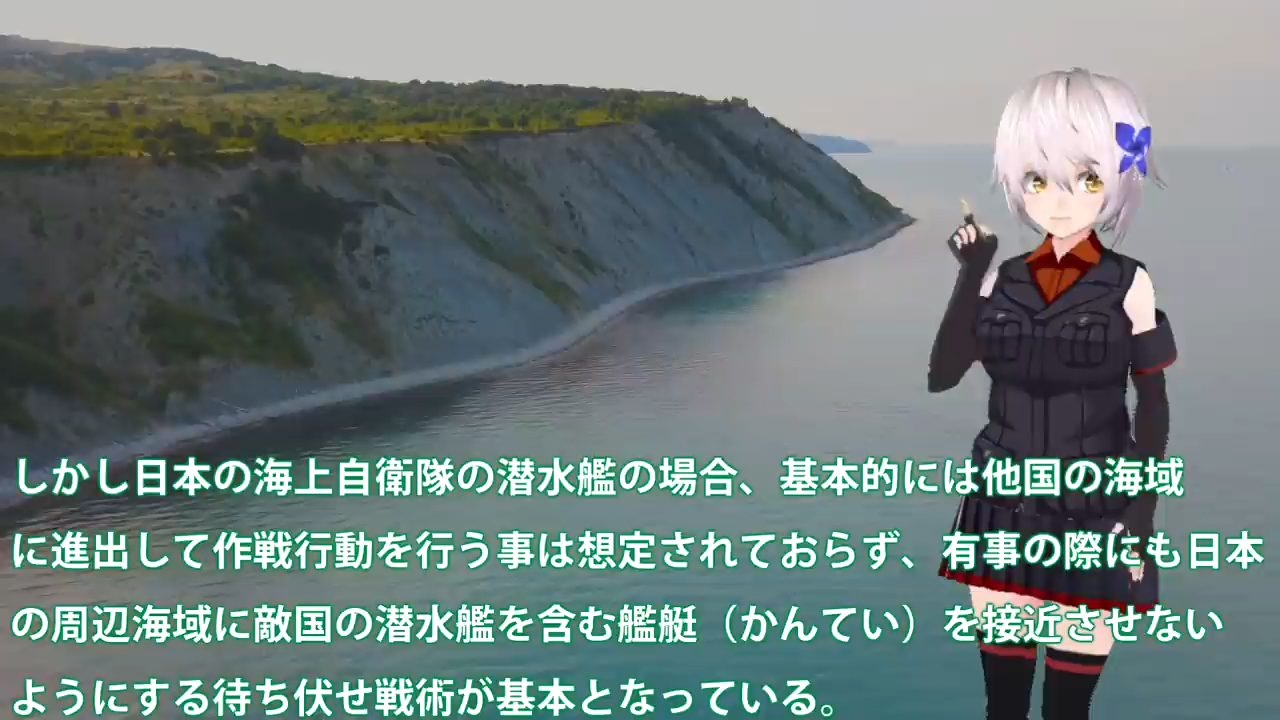 しかし日本の海上自衛隊の潜水艦の場合、基本的には他国の海域
に進出して作戦行動を行う事は想定されておらず、有事の際にも日本
の周辺海域に敵国の潜水艦を含む艦艇（かんてい）を接近させない
ようにする待ち伏せ戦術が基本となっている。